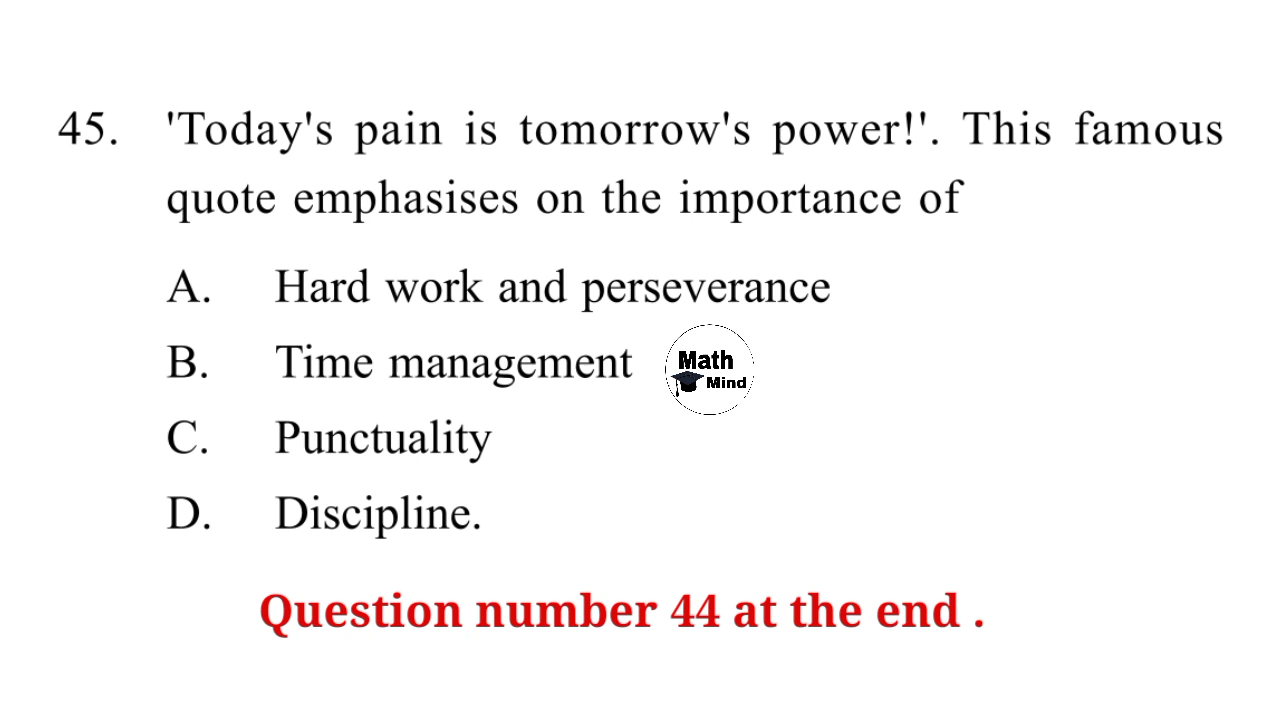 45. 'Today's pain is tomorrow's power!'. This famous
quote emphasises on the importance of
A. Hard work and perseverance
B. Time management
Math
Mind
C. Punctuality
D. Discipline.
Question number 44 at the end .